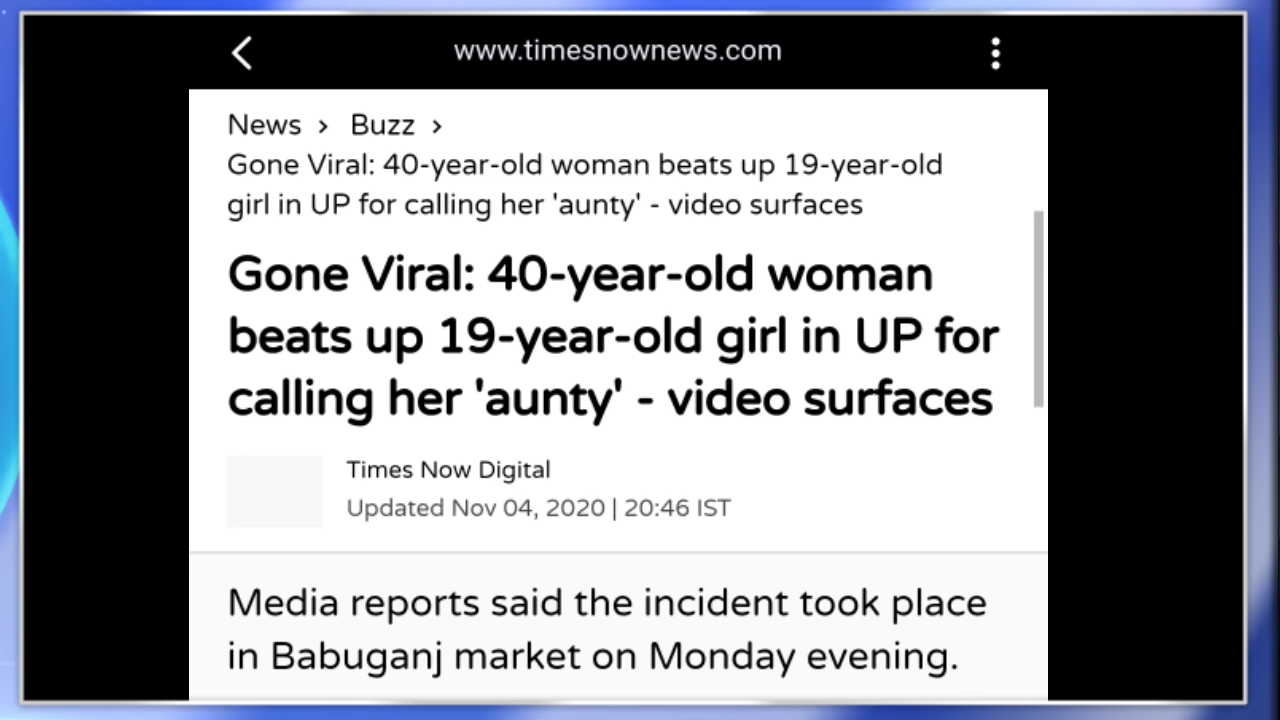 www.timesnownews.com
News > Buzz >
Gone Viral: 40-year-old woman beats up 19-year-old
girl in UP for calling her 'aunty' - video surfaces
Gone Viral: 40-year-old woman
beats up 19-year-old girl in UP for
calling her 'aunty' - video surfaces
Times Now Digital
Updated Nov 04, 2020 | 20:46 IST
Media reports said the incident took place
in Babuganj market on Monday evening.